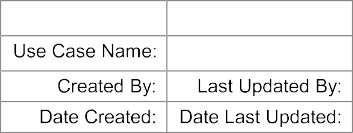 Use Case Name:
Created By: Last Updated By:
Date Created: Date Last Updated: